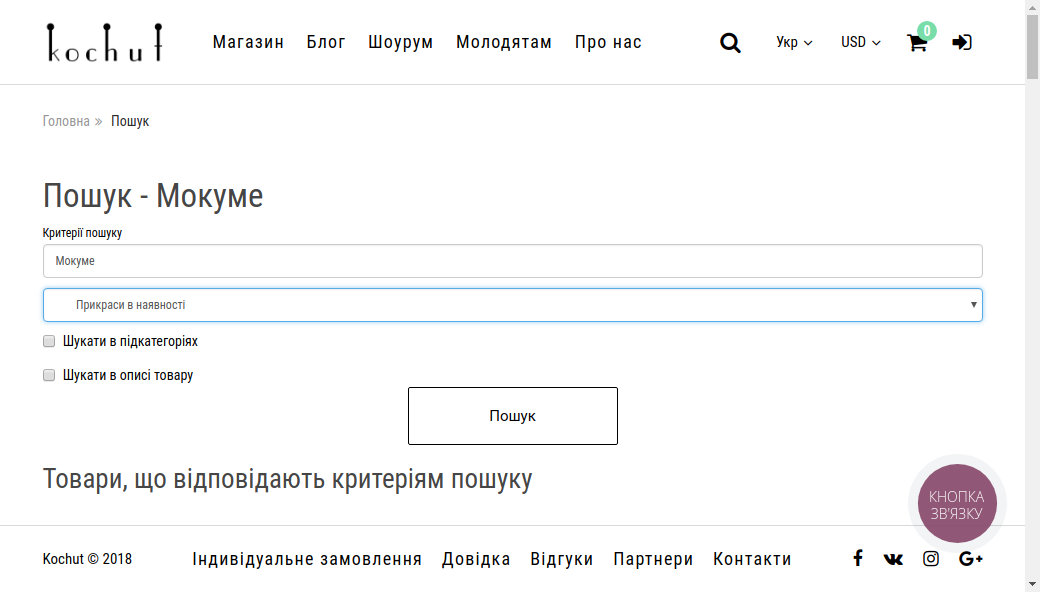 kochut
Магазин Блог Шоурум Молодятам Про нас Укр USD 0
Головна » Пошук
Пошук - Мокуме
Критерії пошуку
Мокуме
Прикраси в наявності
Шукати в підкатегоріях
Шукати в описі товару
Пошук
Товари, що відповідають критеріям пошуку
КНОПКА
ЗВ'ЯЗКУ
Kochut © 2018 Індивідуальне замовлення Довідка Відгуки Партнери Контакти